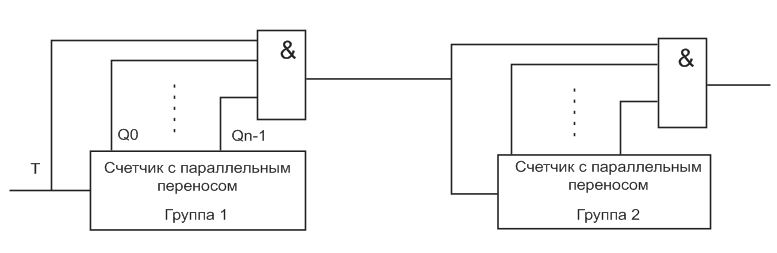 &
&
Q0
Qn-1
T
Счетчик с параллельным
переносом
Группа 1
Счетчик с параллельным
переносом
Группа 2